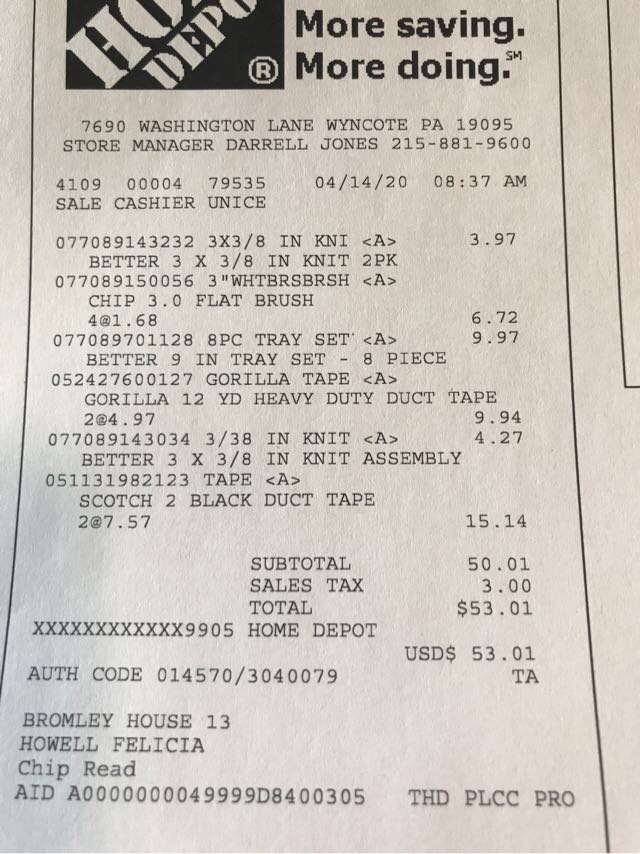 HO
DEPO
®
More saving.
More doing.℠
7690 WASHINGTON LANE WYNCOTE PA 19095
STORE MANAGER DARRELL JONES 215-881-9600
4109 00004 79535 04/14/20 08:37 AM
SALE CASHIER UNICE
077089143232 3X3/8 IN KNI <A> 3.97
BETTER 3 X 3/8 IN KNIT 2PK
077089150056 3"WHTBRSBRSH <A>
CHIP 3.0 FLAT BRUSH
4@1.68 6.72
077089701128 8PC TRAY SET <A> 9.97
BETTER 9 IN TRAY SET - 8 PIECE
052427600127 GORILLA TAPE <A>
GORILLA 12 YD HEAVY DUTY DUCT TAPE
2@4.97 9.94
077089143034 3/38 IN KNIT <A> 4.27
BETTER 3 X 3/8 IN KNIT ASSEMBLY
051131982123 TAPE <A>
SCOTCH 2 BLACK DUCT TAPE
2@7.57 15.14
SUBTOTAL 50.01
SALES TAX 3.00
TOTAL $53.01
XXXXXXXXXXXX9905 HOME DEPOT
USD$ 53.01
AUTH CODE 014570/3040079 TA
BROMLEY HOUSE 13
HOWELL FELICIA
Chip Read
AID A0000000049999D8400305 THD PLCC PRO